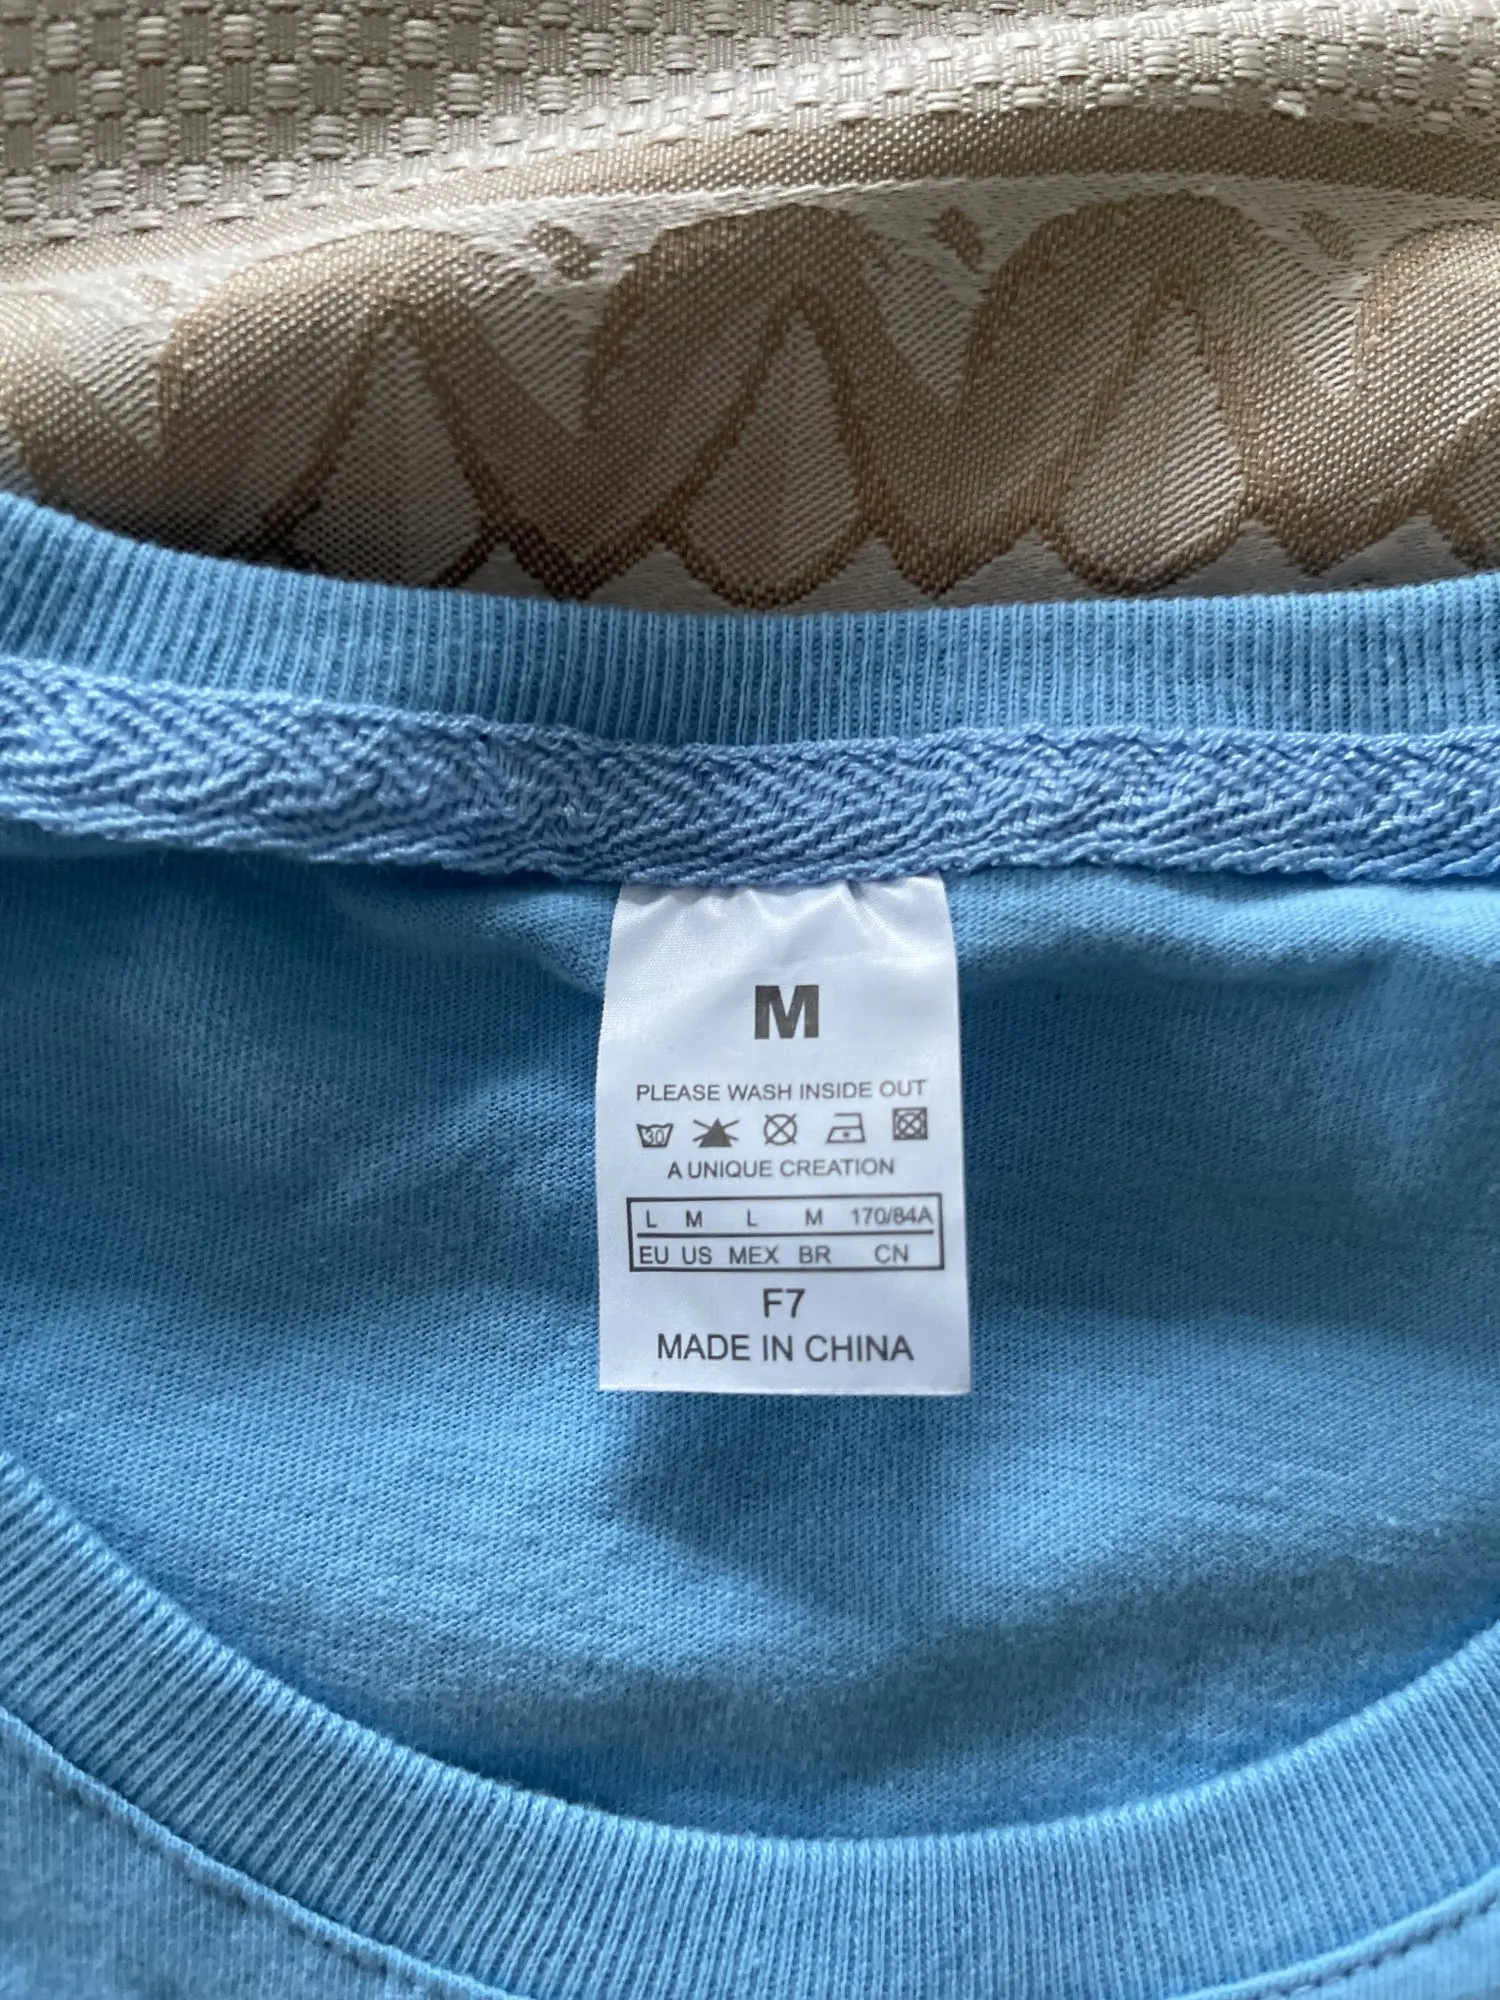 M
PLEASE WASH INSIDE OUT
30
A UNIQUE CREATION
L M L M 170/84A
EU US MEX BR CN
F7
MADE IN CHINA